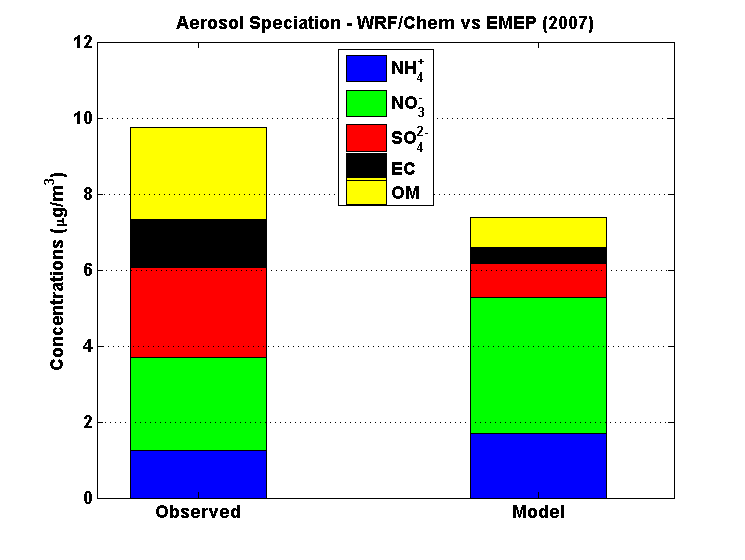 Aerosol Speciation - WRF/Chem vs EMEP (2007)
12
10
8
6
4
2
0
Concentrations (μg/m³)
NH₄⁺
NO₃⁻
SO₄²⁻
EC
OM
Observed
Model